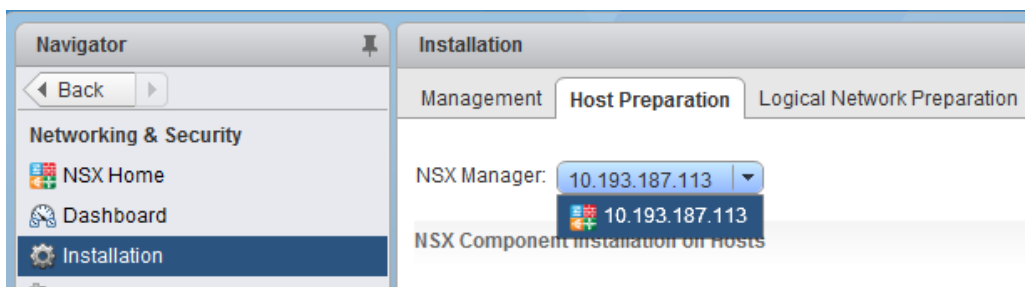 Navigator
Back
Networking & Security
NSX Home
Dashboard
Installation
Installation
Management
Host Preparation
Logical Network Preparation
NSX Manager: 10.193.187.113
10.193.187.113
NSX Component Installation on Hosts